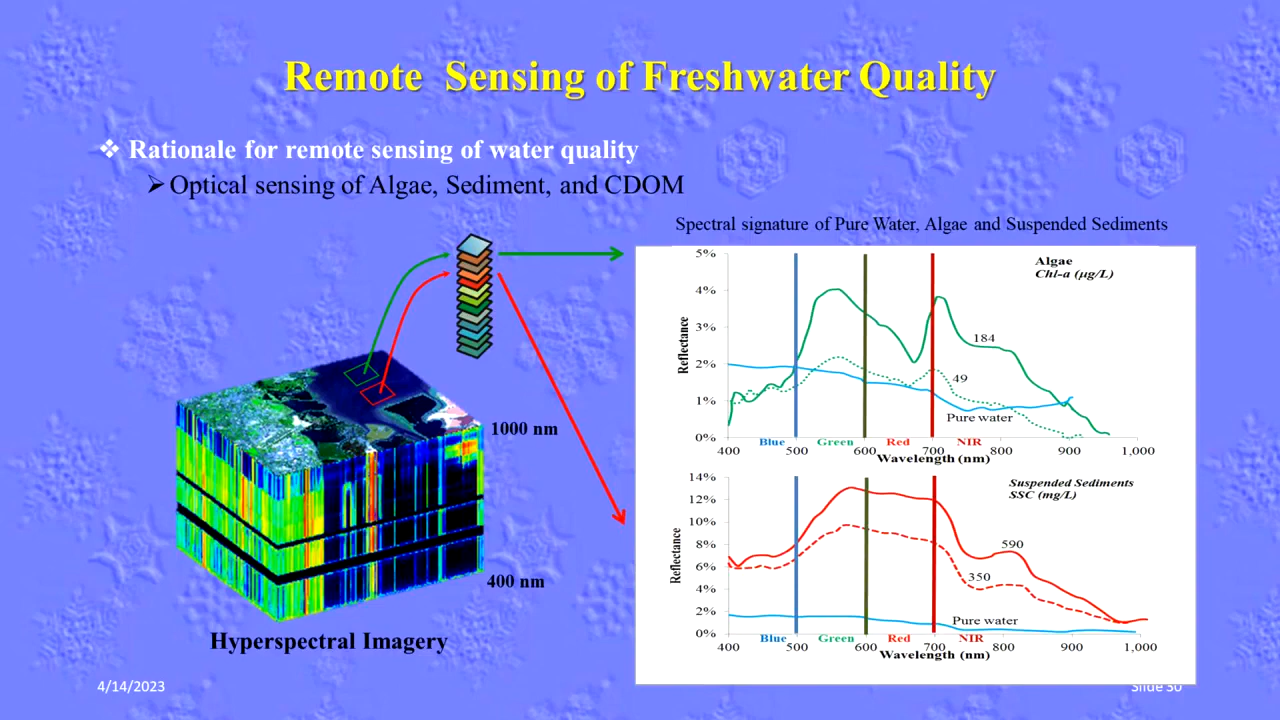 Remote Sensing of Freshwater Quality
❖ Rationale for remote sensing of water quality
➢ Optical sensing of Algae, Sediment, and CDOM
Spectral signature of Pure Water, Algae and Suspended Sediments
1000 nm
400 nm
Hyperspectral Imagery
5%
4%
3%
2%
1%
0%
Reflectance
Algae
Chl-a (µg/L)
184
49
Pure water
Blue Green Red NIR
400 500 600 700 800 900 1,000
Wavelength (nm)
14%
12%
10%
8%
6%
4%
2%
0%
Reflectance
Suspended Sediments
SSC (mg/L)
590
350
Pure water
Blue Green Red NIR
400 500 600 700 800 900 1,000
Wavelength (nm)
4/14/2023
Slide 30